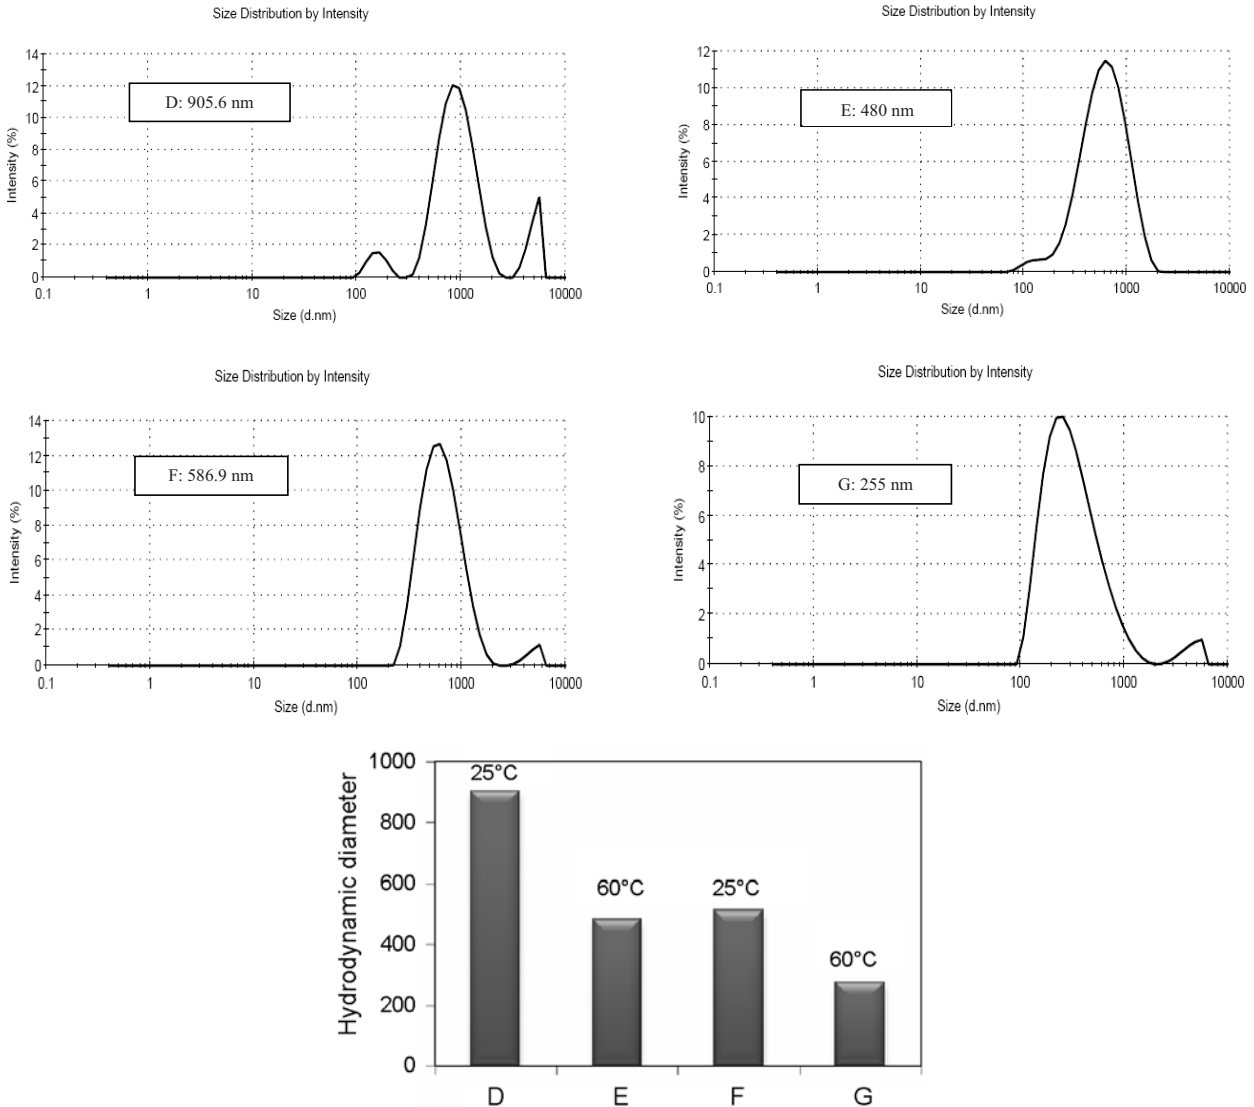 Size Distribution by Intensity
14
12
10
8
6
4
2
0
Intensity (%)
D: 905.6 nm
0.1 1 10 100 1000 10000
Size (d.nm)
Size Distribution by Intensity
12
10
8
6
4
2
0
Intensity (%)
E: 480 nm
0.1 1 10 100 1000 10000
Size (d.nm)
Size Distribution by Intensity
14
12
10
8
6
4
2
0
Intensity (%)
F: 586.9 nm
0.1 1 10 100 1000 10000
Size (d.nm)
Size Distribution by Intensity
10
8
6
4
2
0
Intensity (%)
G: 255 nm
0.1 1 10 100 1000 10000
Size (d.nm)
Hydrodynamic diameter
1000
800
600
400
200
0
25°C
60°C
25°C
60°C
D E F G